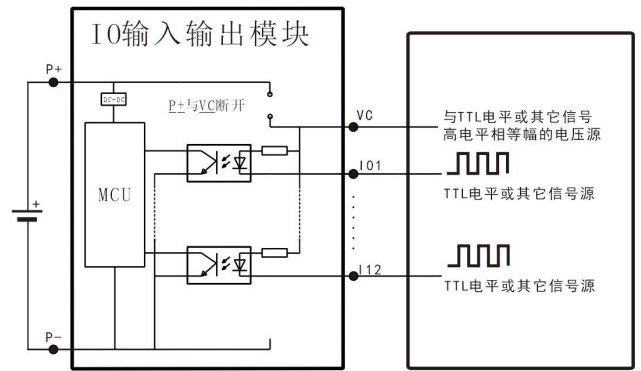 IO输入输出模块
P+
DC-DC
P+与VC断开
VC
与TTL电平或其它信号
高电平相等幅的电压源
IO1
TTL电平或其它信号源
MCU
+
I12
TTL电平或其它信号源
P-